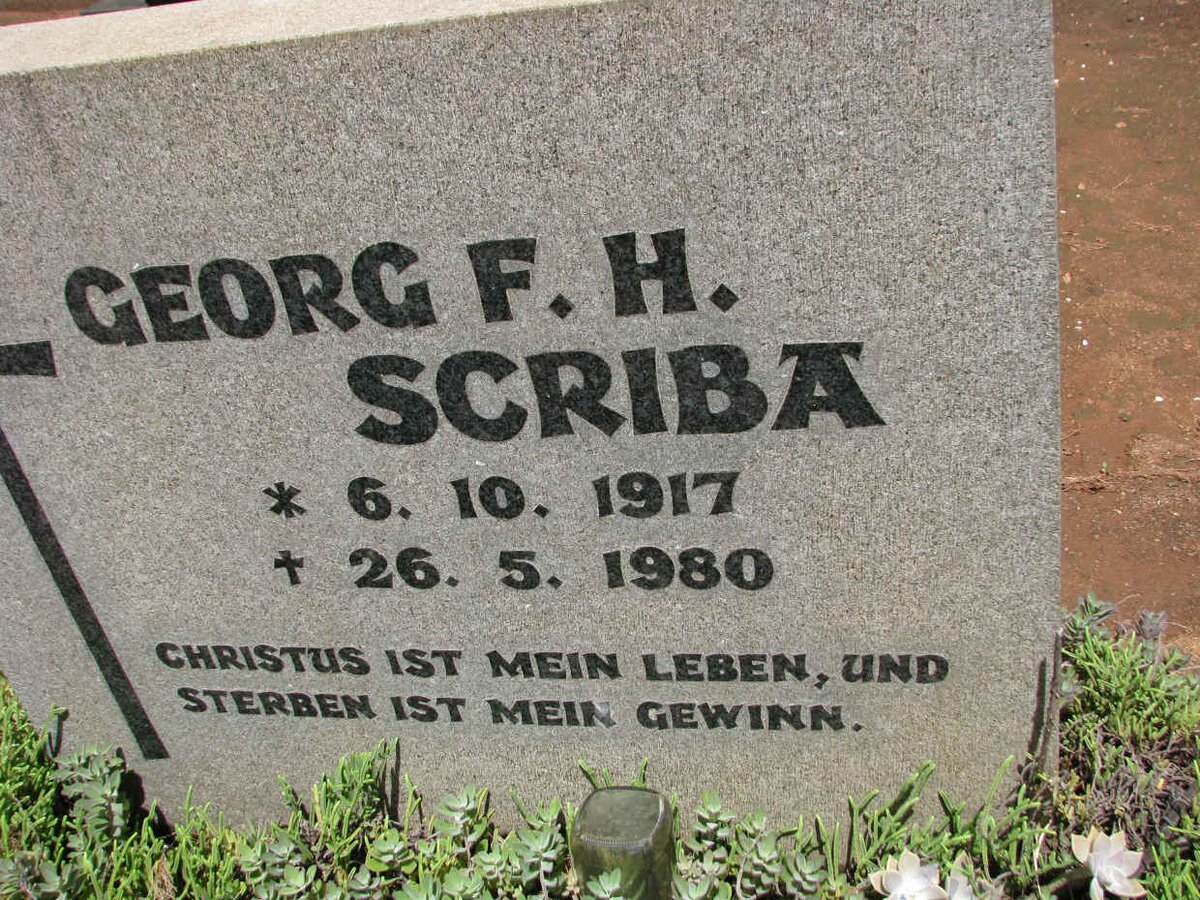 GEORG F. H.
SCRIBA
* 6. 10. 1917
† 26. 5. 1980
CHRISTUS IST MEIN LEBEN, UND
STERBEN IST MEIN GEWINN.